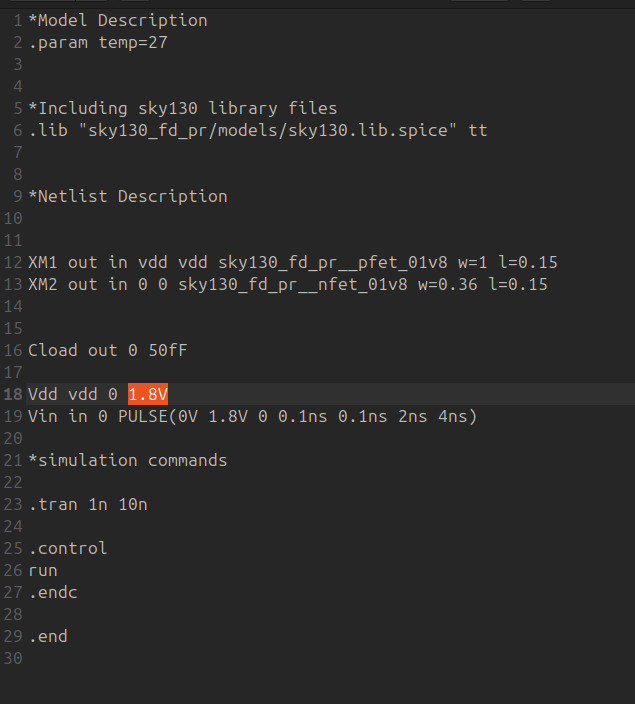 1 *Model Description
2 .param temp=27
3
4
5 *Including sky130 library files
6 .lib "sky130_fd_pr/models/sky130.lib.spice" tt
7
8
9 *Netlist Description
10
11
12 XM1 out in vdd vdd sky130_fd_pr__pfet_01v8 w=1 l=0.15
13 XM2 out in 0 0 sky130_fd_pr__nfet_01v8 w=0.36 l=0.15
14
15
16 Cload out 0 50fF
17
18 Vdd vdd 0 1.8V
19 Vin in 0 PULSE(0V 1.8V 0 0.1ns 0.1ns 2ns 4ns)
20
21 *simulation commands
22
23 .tran 1n 10n
24
25 .control
26 run
27 .endc
28
29 .end
30